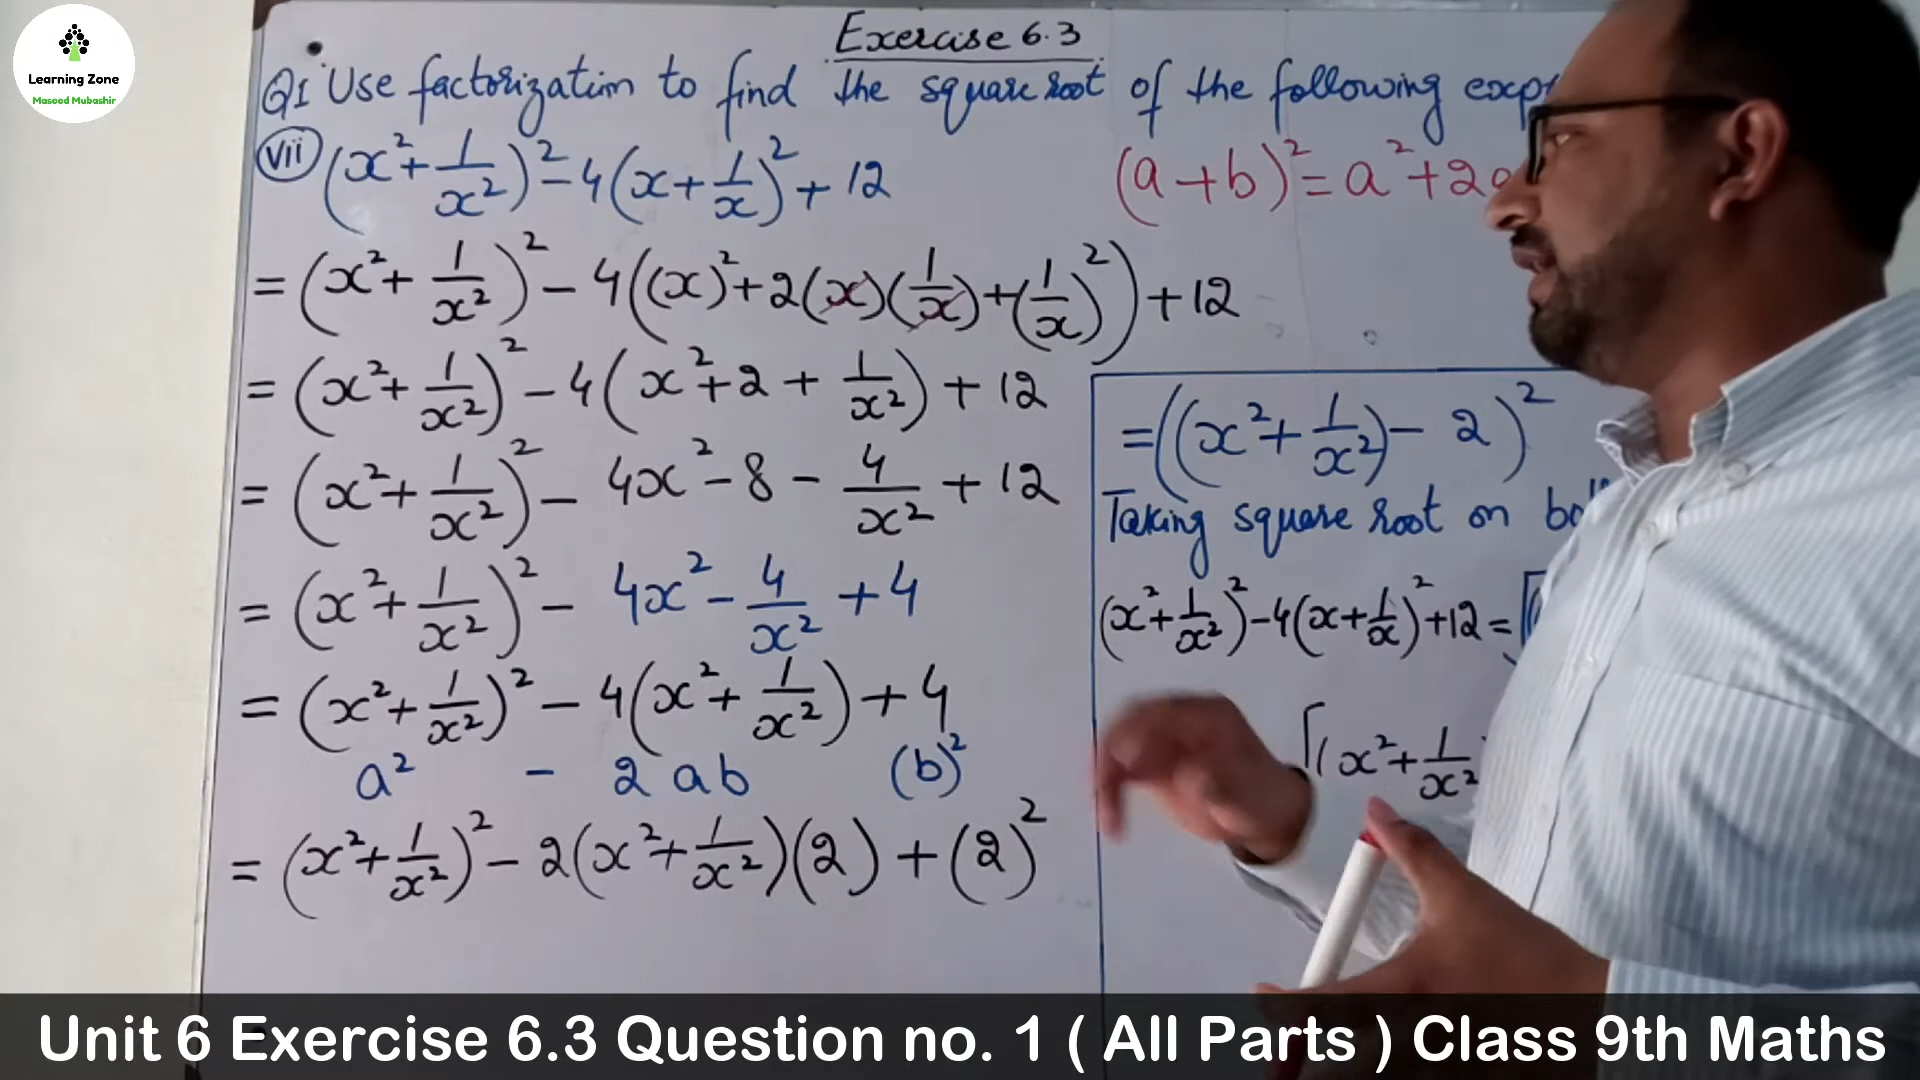 Learning Zone
Masood Mubashir
Exercise 6.3
Q1 Use factorization to find the square root of the following
(vii) (x² + 1/x²)² - 4(x + 1/x)² + 12
(a + b)² = a² + 2
= (x² + 1/x²)² - 4((x)² + 2(x)(1/x) + (1/x)²) + 12
= (x² + 1/x²)² - 4(x² + 2 + 1/x²) + 12
= (x² + 1/x²)² - 4x² - 8 - 4/x² + 12
= (x² + 1/x²)² - 4x² - 4/x² + 4
= (x² + 1/x²)² - 4(x² + 1/x²) + 4
a² - 2ab (b)²
= (x² + 1/x²)² - 2(x² + 1/x²)(2) + (2)²
= ((x² + 1/x²) - 2)²
Taking square root on
(x² + 1/x²)² - 4(x + 1/x)² + 12 =
x² + 1/x²
Unit 6 Exercise 6.3 Question no. 1 ( All Parts ) Class 9th Maths